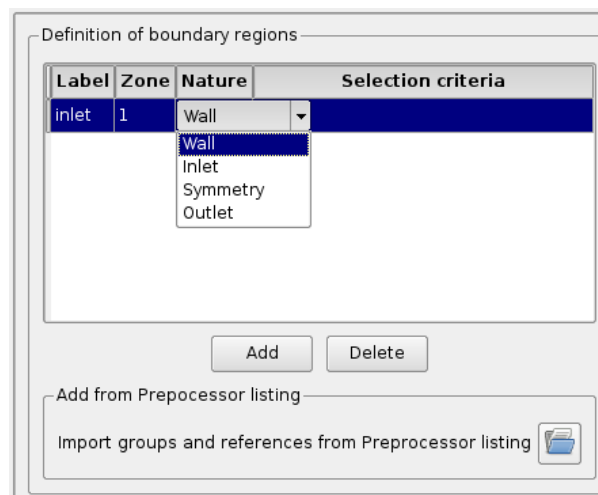 Definition of boundary regions
Label Zone Nature Selection criteria
inlet 1 Wall
Wall
Inlet
Symmetry
Outlet
Add Delete
Add from Prepocessor listing
Import groups and references from Preprocessor listing